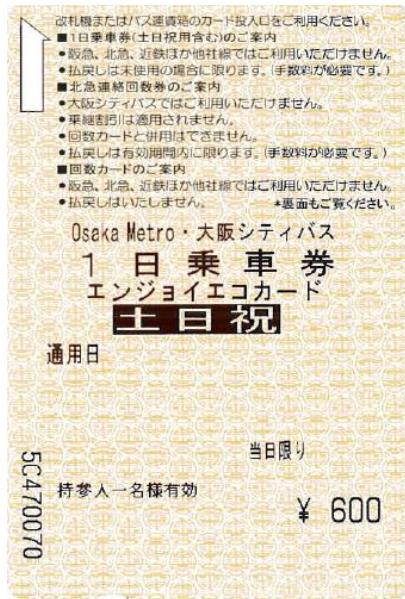 改札機またはバス運賃箱のカード投入口をご利用ください。
■1日乗車券(土日祝用含む)のご案内
●阪急、北急、近鉄ほか他社線ではご利用いただけません。
●払戻しは未使用の場合に限ります。(手数料が必要です。)
■北急連絡回数券のご案内
●大阪シティバスではご利用いただけません。
●乗継割引は適用されません。
●回数カードと併用はできません。
●払戻しは有効期間内に限ります。(手数料が必要です。)
■回数カードのご案内
●阪急、北急、近鉄ほか他社線ではご利用いただけません。
●払戻しはいたしません。 *裏面もご覧ください。
Osaka Metro・大阪シティバス
1日乗車券
エンジョイエコカード
土日祝
通用日
当日限り
持参人一名様有効
¥ 600
5C470070